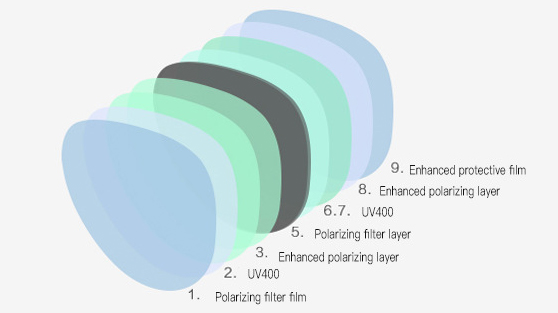 9. Enhanced protective film
8. Enhanced polarizing layer
6.7. UV400
5. Polarizing filter layer
3. Enhanced polarizing layer
2. UV400
1. Polarizing filter film